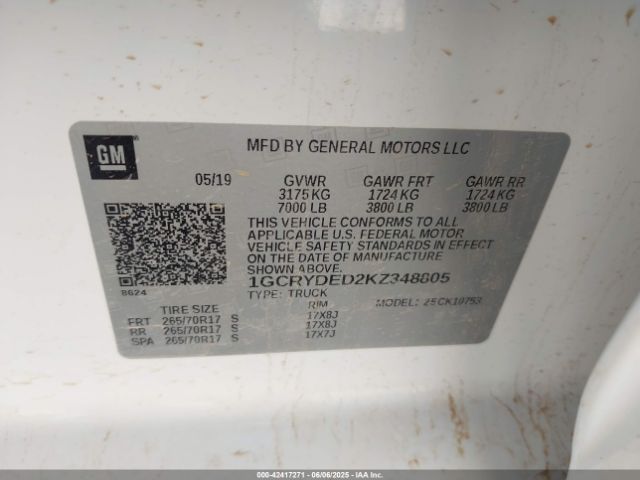 GM
MFD BY GENERAL MOTORS LLC
05/19 GVWR GAWR FRT GAWR RR
3175 KG 1724 KG 1724 KG
7000 LB 3800 LB 3800 LB
THIS VEHICLE CONFORMS TO ALL
APPLICABLE U.S. FEDERAL MOTOR
VEHICLE SAFETY STANDARDS IN EFFECT
ON THE DATE OF MANUFACTURE
SHOWN ABOVE.
8624
1GCRYDED2KZ348805
TYPE: TRUCK MODEL:
TIRE SIZE RIM
FRT 265/70R17 S 17X8J
RR 265/70R17 S 17X8J
SPA 265/70R17 S 17X7J
000-42417271 - 06/06/2025 - IAAI.COM